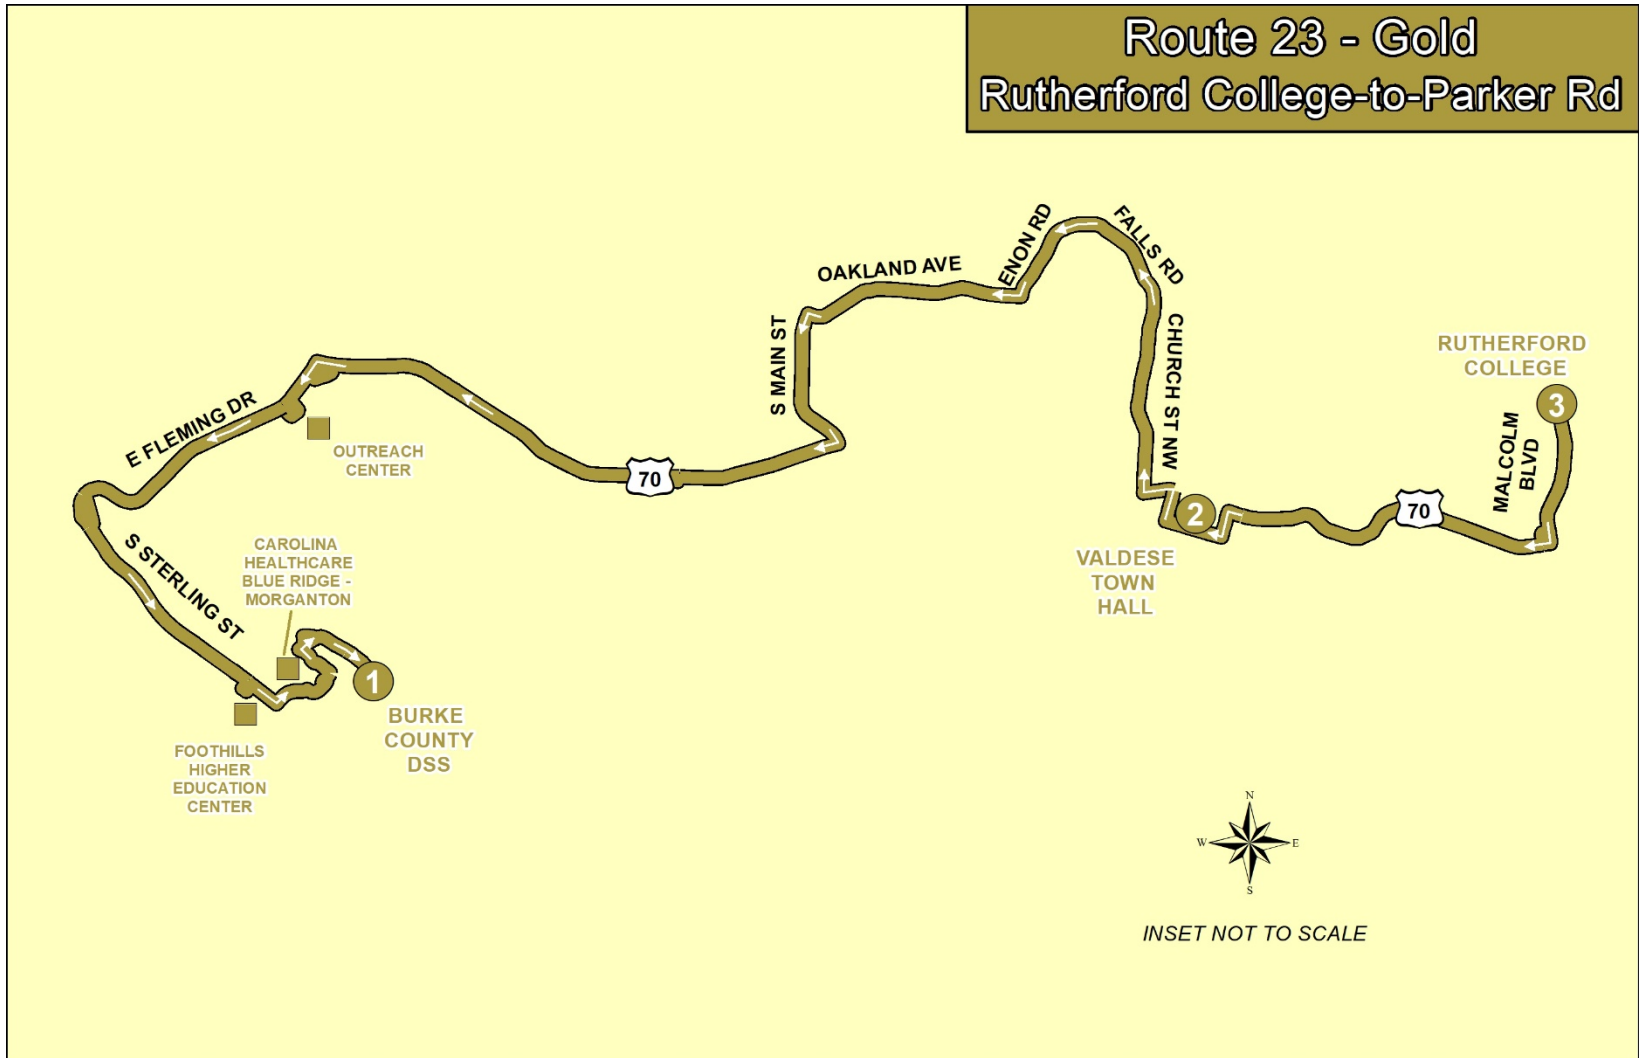 Route 23 - Gold
Rutherford College-to-Parker Rd
ENON RD
FALLS RD
OAKLAND AVE
S MAIN ST
CHURCH ST NW
RUTHERFORD
COLLEGE
3
MALCOLM
BLVD
E FLEMING DR
OUTREACH
CENTER
70
70
2
VALDESE
TOWN
HALL
S STERLING ST
CAROLINA
HEALTHCARE
BLUE RIDGE -
MORGANTON
1
BURKE
COUNTY
DSS
FOOTHILLS
HIGHER
EDUCATION
CENTER
N
W
E
S
INSET NOT TO SCALE